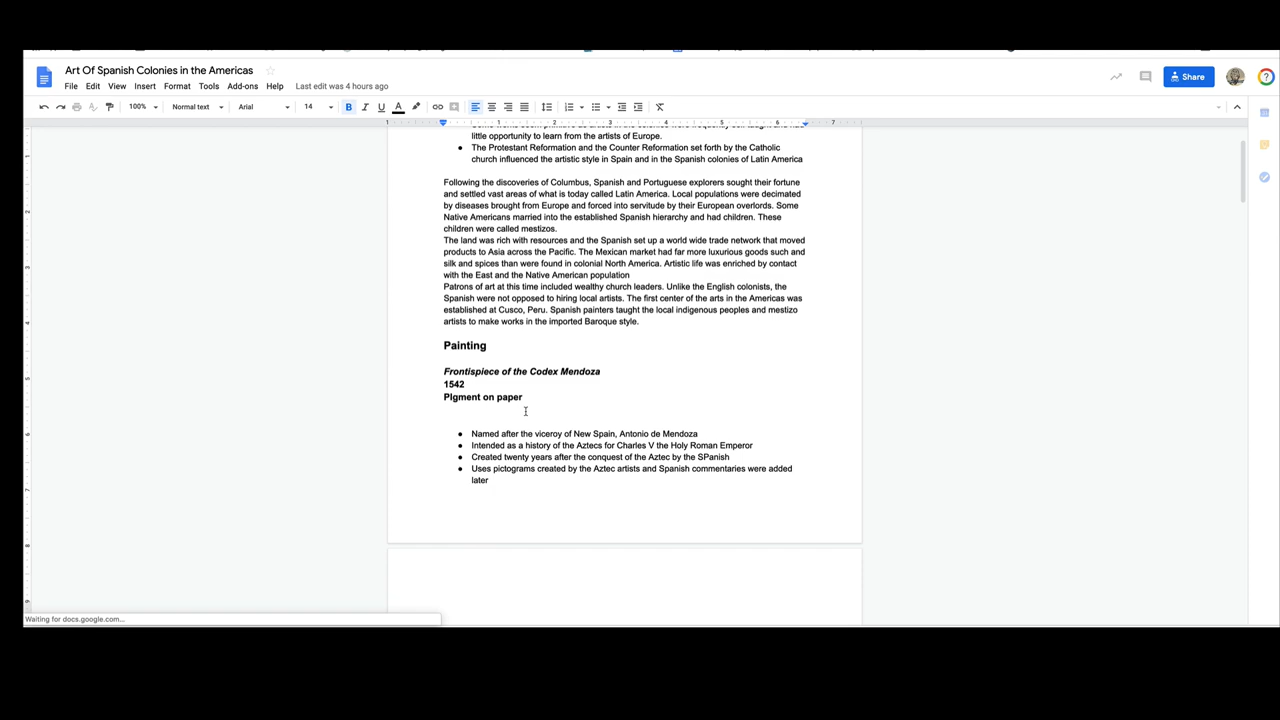 Art Of Spanish Colonies in the Americas
Share
File Edit View Insert Format Tools Add-ons Help Last edit was 4 hours ago
100% Normal text Arial 14 B I U A
1 1 2 3 4 5 6 7
little opportunity to learn from the artists of Europe.
● The Protestant Reformation and the Counter Reformation set forth by the Catholic
church influenced the artistic style in Spain and in the Spanish colonies of Latin America
Following the discoveries of Columbus, Spanish and Portuguese explorers sought their fortune
and settled vast areas of what is today called Latin America. Local populations were decimated
by diseases brought from Europe and forced into servitude by their European overlords. Some
Native Americans married into the established Spanish hierarchy and had children. These
children were called mestizos.
The land was rich with resources and the Spanish set up a world wide trade network that moved
products to Asia across the Pacific. The Mexican market had far more luxurious goods such and
silk and spices than were found in colonial North America. Artistic life was enriched by contact
with the East and the Native American population
Patrons of art at this time included wealthy church leaders. Unlike the English colonists, the
Spanish were not opposed to hiring local artists. The first center of the arts in the Americas was
established at Cusco, Peru. Spanish painters taught the local indigenous peoples and mestizo
artists to make works in the imported Baroque style.
Painting
Frontispiece of the Codex Mendoza
1542
PIgment on paper
● Named after the viceroy of New Spain, Antonio de Mendoza
● Intended as a history of the Aztecs for Charles V the Holy Roman Emperor
● Created twenty years after the conquest of the Aztec by the SPanish
● Uses pictograms created by the Aztec artists and Spanish commentaries were added
later
Waiting for docs.google.com...